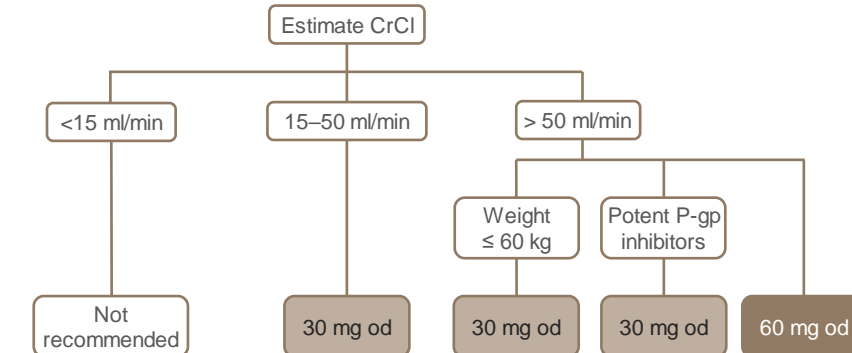 Estimate CrCl
<15 ml/min
15–50 ml/min
> 50 ml/min
Weight
≤ 60 kg
Potent P-gp
inhibitors
Not
recommended
30 mg od
30 mg od
30 mg od
60 mg od